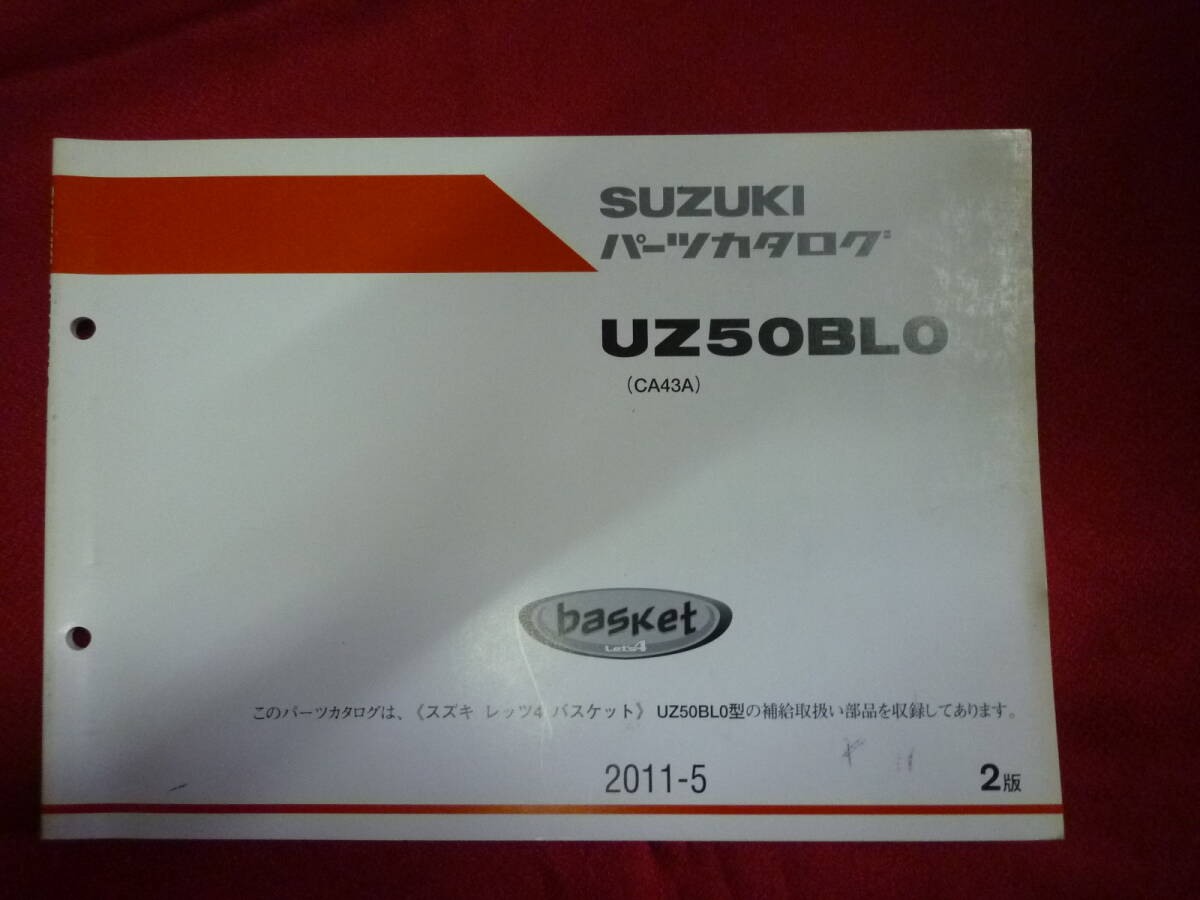 SUZUKI
パーツカタログ
UZ50BL0
(CA43A)
basket
Let's4
このパーツカタログは、《スズキ レッツ4 バスケット》 UZ50BL0型の補給取扱い部品を収録してあります。
2011-5
2版